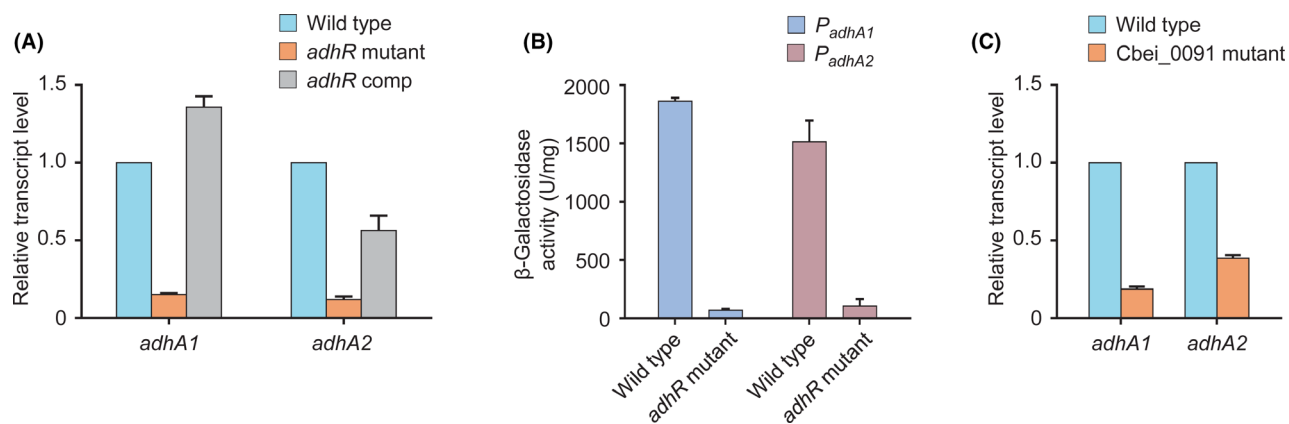 (A)
Wild type
adhR mutant
adhR comp
Relative transcript level
1.5
1.0
0.5
0
adhA1
adhA2
(B)
PadhA1
PadhA2
β-Galactosidase
activity (U/mg)
2000
1500
1000
500
0
Wild type
adhR mutant
Wild type
adhR mutant
(C)
Wild type
Cbei_0091 mutant
Relative transcript level
1.5
1.0
0.5
0
adhA1
adhA2